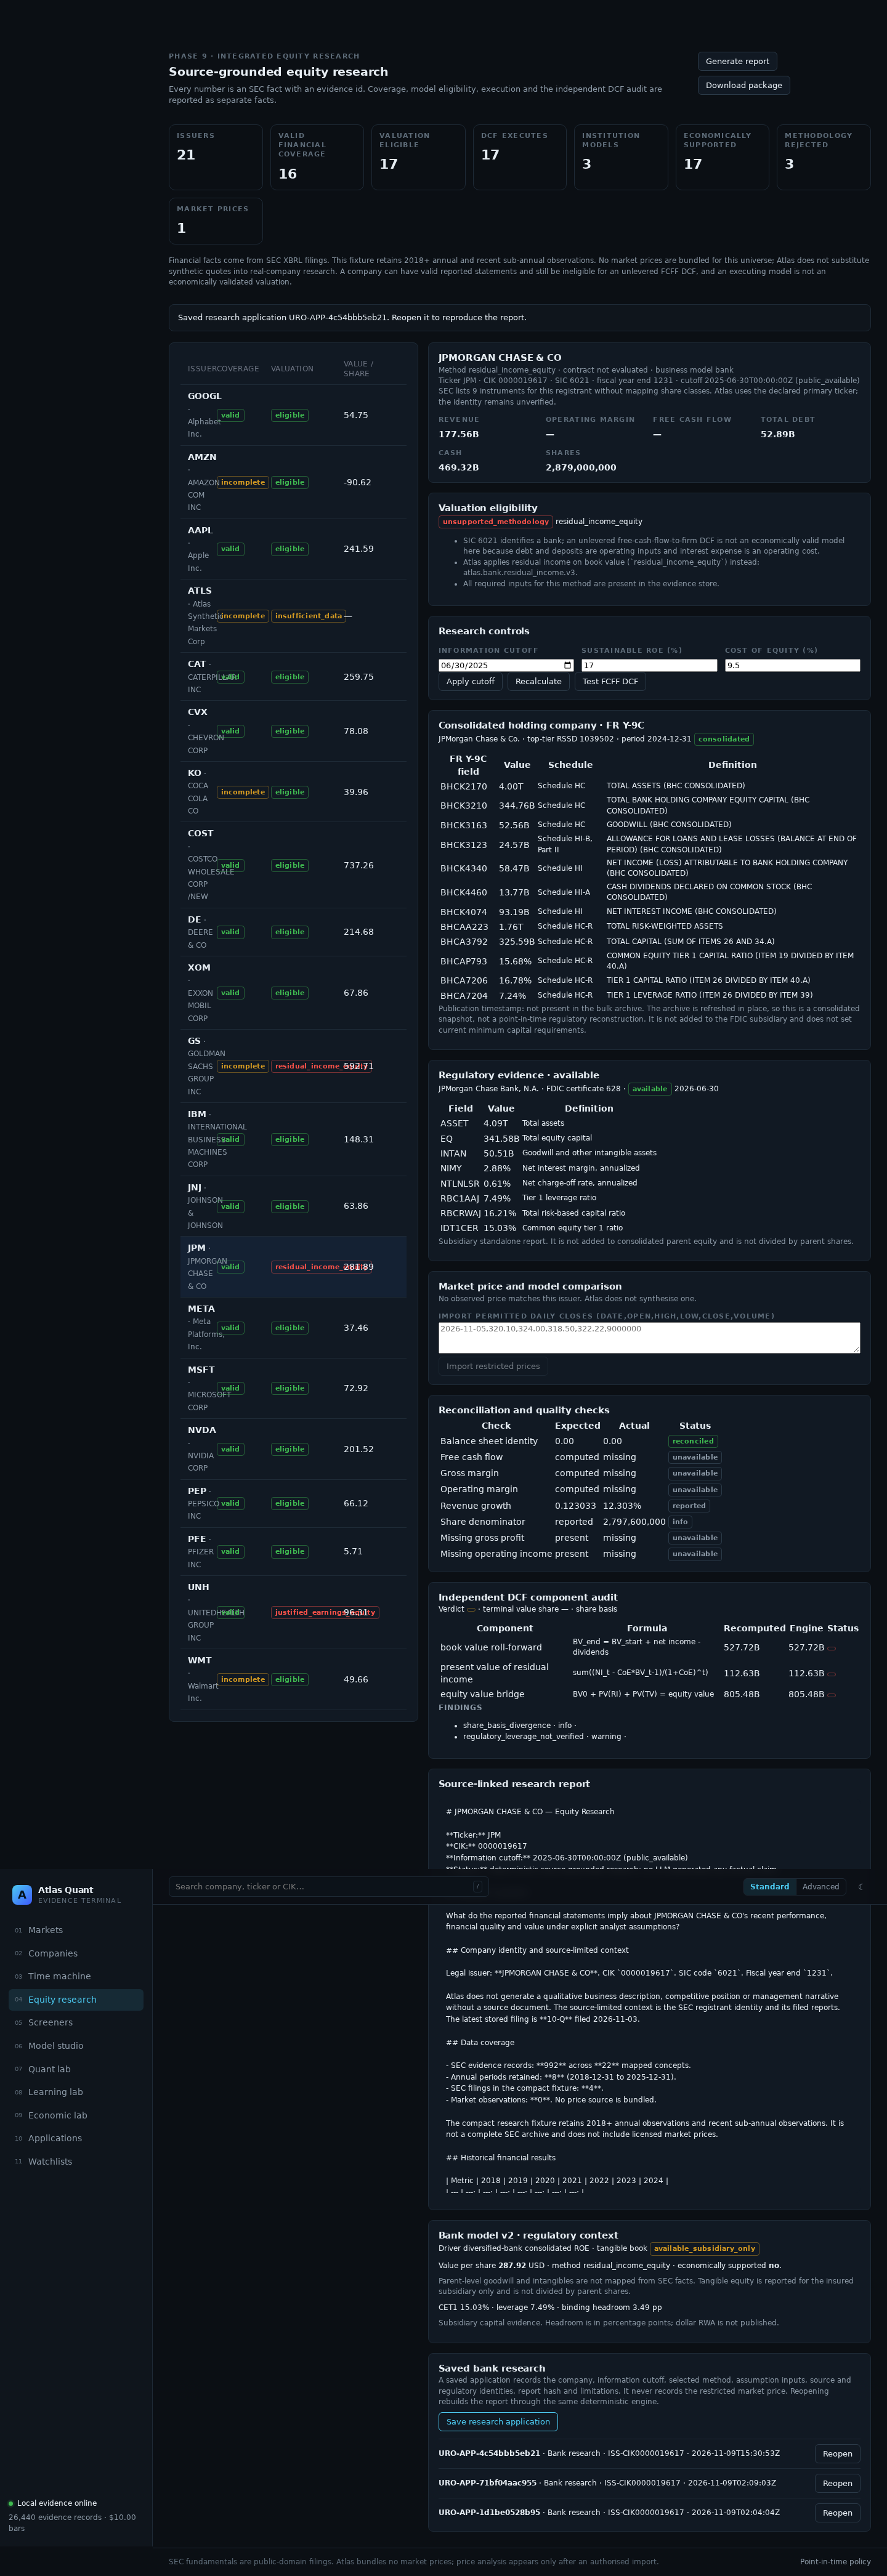 PHASE 9 · INTEGRATED EQUITY RESEARCH
Source-grounded equity research
Every number is an SEC fact with an evidence id. Coverage, model eligibility, execution and the independent DCF audit are
reported as separate facts.
Generate report
Download package
ISSUERS
21
VALID FINANCIAL COVERAGE
16
VALUATION ELIGIBLE
17
DCF EXECUTES
17
INSTITUTION MODELS
3
ECONOMICALLY SUPPORTED
17
METHODOLOGY REJECTED
3
MARKET PRICES
1
Financial facts come from SEC XBRL filings. This fixture retains 2018+ annual and recent sub-annual observations. No market prices are bundled for this universe; Atlas does not substitute
synthetic quotes into real-company research. A company can have valid reported statements and still be ineligible for an unlevered FCFF DCF, and an executing model is not an
economically validated valuation.
Saved research application URO-APP-4c54bbb5eb21. Reopen it to reproduce the report.
ISSUER COVERAGE VALUATION VALUE / SHARE
GOOGL · Alphabet Inc. valid eligible 54.75
AMZN · AMAZON COM INC incomplete eligible -90.62
AAPL · Apple Inc. valid eligible 241.59
ATLS · Atlas Synthetic Markets Corp incomplete insufficient_data —
CAT · CATERPILLAR INC valid eligible 259.75
CVX · CHEVRON CORP valid eligible 78.08
KO · COCA COLA CO incomplete eligible 39.96
COST · COSTCO WHOLESALE CORP /NEW valid eligible 737.26
DE · DEERE & CO valid eligible 214.68
XOM · EXXON MOBIL CORP valid eligible 67.86
GS · GOLDMAN SACHS GROUP INC incomplete residual_income_equity 592.71
IBM · INTERNATIONAL BUSINESS MACHINES CORP valid eligible 148.31
JNJ · JOHNSON & JOHNSON valid eligible 63.86
JPM · JPMORGAN CHASE & CO valid residual_income_equity 281.89
META · Meta Platforms, Inc. valid eligible 37.46
MSFT · MICROSOFT CORP valid eligible 72.92
NVDA · NVIDIA CORP valid eligible 201.52
PEP · PEPSICO INC valid eligible 66.12
PFE · PFIZER INC valid eligible 5.71
UNH · UNITEDHEALTH GROUP INC valid justified_earnings_equity 96.31
WMT · Walmart Inc. incomplete eligible 49.66
JPMORGAN CHASE & CO
Method residual_income_equity · contract not evaluated · business model bank
Ticker JPM · CIK 0000019617 · SIC 6021 · fiscal year end 1231 · cutoff 2025-06-30T00:00:00Z (public_available)
SEC lists 9 instruments for this registrant without mapping share classes. Atlas uses the declared primary ticker;
the identity remains unverified.
REVENUE OPERATING MARGIN FREE CASH FLOW TOTAL DEBT
177.56B — — 52.89B
CASH SHARES
469.32B 2,879,000,000
Valuation eligibility
unsupported_methodology residual_income_equity
• SIC 6021 identifies a bank; an unlevered free-cash-flow-to-firm DCF is not an economically valid model
here because debt and deposits are operating inputs and interest expense is an operating cost.
• Atlas applies residual income on book value (`residual_income_equity`) instead:
atlas.bank.residual_income.v3.
• All required inputs for this method are present in the evidence store.
Research controls
INFORMATION CUTOFF SUSTAINABLE ROE (%) COST OF EQUITY (%)
06/30/2025 17 9.5
Apply cutoff Recalculate Test FCFF DCF
Consolidated holding company · FR Y-9C
JPMorgan Chase & Co. · top-tier RSSD 1039502 · period 2024-12-31 consolidated
FR Y-9C field Value Schedule Definition
BHCK2170 4.00T Schedule HC TOTAL ASSETS (BHC CONSOLIDATED)
BHCK3210 344.76B Schedule HC TOTAL BANK HOLDING COMPANY EQUITY CAPITAL (BHC CONSOLIDATED)
BHCK3163 52.56B Schedule HC GOODWILL (BHC CONSOLIDATED)
BHCK3123 24.57B Schedule HI-B, Part II ALLOWANCE FOR LOANS AND LEASE LOSSES (BALANCE AT END OF PERIOD) (BHC CONSOLIDATED)
BHCK4340 58.47B Schedule HI NET INCOME (LOSS) ATTRIBUTABLE TO BANK HOLDING COMPANY (BHC CONSOLIDATED)
BHCK4460 13.77B Schedule HI-A CASH DIVIDENDS DECLARED ON COMMON STOCK (BHC CONSOLIDATED)
BHCK4074 93.19B Schedule HI NET INTEREST INCOME (BHC CONSOLIDATED)
BHCAA223 1.76T Schedule HC-R TOTAL RISK-WEIGHTED ASSETS
BHCA3792 325.59B Schedule HC-R TOTAL CAPITAL (SUM OF ITEMS 26 AND 34.A)
BHCAP793 15.68% Schedule HC-R COMMON EQUITY TIER 1 CAPITAL RATIO (ITEM 19 DIVIDED BY ITEM 40.A)
BHCA7206 16.78% Schedule HC-R TIER 1 CAPITAL RATIO (ITEM 26 DIVIDED BY ITEM 40.A)
BHCA7204 7.24% Schedule HC-R TIER 1 LEVERAGE RATIO (ITEM 26 DIVIDED BY ITEM 39)
Publication timestamp: not present in the bulk archive. The archive is refreshed in place, so this is a consolidated
snapshot, not a point-in-time regulatory reconstruction. It is not added to the FDIC subsidiary and does not set
current minimum capital requirements.
Regulatory evidence · available
JPMorgan Chase Bank, N.A. · FDIC certificate 628 · available 2026-06-30
Field Value Definition
ASSET 4.09T Total assets
EQ 341.58B Total equity capital
INTAN 50.51B Goodwill and other intangible assets
NIMY 2.88% Net interest margin, annualized
NTLNLSR 0.61% Net charge-off rate, annualized
RBC1AAJ 7.49% Tier 1 leverage ratio
RBCRWAJ 16.21% Total risk-based capital ratio
IDT1CER 15.03% Common equity tier 1 ratio
Subsidiary standalone report. It is not added to consolidated parent equity and is not divided by parent shares.
Market price and model comparison
No observed price matches this issuer. Atlas does not synthesise one.
IMPORT PERMITTED DAILY CLOSES (DATE,OPEN,HIGH,LOW,CLOSE,VOLUME)
2026-11-05,320.10,324.00,318.50,322.22,9000000
Import restricted prices
Reconciliation and quality checks
Check Expected Actual Status
Balance sheet identity 0.00 0.00 reconciled
Free cash flow computed missing unavailable
Gross margin computed missing unavailable
Operating margin computed missing unavailable
Revenue growth 0.123033 12.303% reported
Share denominator reported 2,797,600,000 info
Missing gross profit present missing unavailable
Missing operating income present missing unavailable
Independent DCF component audit
Verdict · terminal value share — · share basis
Component Formula Recomputed Engine Status
book value roll-forward BV_end = BV_start + net income - dividends 527.72B 527.72B
present value of residual income sum((NI_t - CoE*BV_t-1)/(1+CoE)^t) 112.63B 112.63B
equity value bridge BV0 + PV(RI) + PV(TV) = equity value 805.48B 805.48B
FINDINGS
• share_basis_divergence · info ·
• regulatory_leverage_not_verified · warning ·
Source-linked research report
# JPMORGAN CHASE & CO — Equity Research
**Ticker:** JPM
**CIK:** 0000019617
**Information cutoff:** 2025-06-30T00:00:00Z (public_available)
A Atlas Quant
EVIDENCE TERMINAL
Search company, ticker or CIK… /
Standard Advanced
01 Markets
02 Companies
03 Time machine
04 Equity research
05 Screeners
06 Model studio
07 Quant lab
08 Learning lab
09 Economic lab
10 Applications
11 Watchlists
Local evidence online
26,440 evidence records · $10.00
bars
What do the reported financial statements imply about JPMORGAN CHASE & CO's recent performance,
financial quality and value under explicit analyst assumptions?
## Company identity and source-limited context
Legal issuer: **JPMORGAN CHASE & CO**. CIK `0000019617`. SIC code `6021`. Fiscal year end `1231`.
Atlas does not generate a qualitative business description, competitive position or management narrative
without a source document. The source-limited context is the SEC registrant identity and its filed reports.
The latest stored filing is **10-Q** filed 2026-11-03.
## Data coverage
- SEC evidence records: **992** across **22** mapped concepts.
- Annual periods retained: **8** (2018-12-31 to 2025-12-31).
- SEC filings in the compact fixture: **4**.
- Market observations: **0**. No price source is bundled.
The compact research fixture retains 2018+ annual observations and recent sub-annual observations. It is
not a complete SEC archive and does not include licensed market prices.
## Historical financial results
| Metric | 2018 | 2019 | 2020 | 2021 | 2022 | 2023 | 2024 |
Bank model v2 · regulatory context
Driver diversified-bank consolidated ROE · tangible book available_subsidiary_only
Value per share 287.92 USD · method residual_income_equity · economically supported no.
Parent-level goodwill and intangibles are not mapped from SEC facts. Tangible equity is reported for the insured
subsidiary only and is not divided by parent shares.
CET1 15.03% · leverage 7.49% · binding headroom 3.49 pp
Subsidiary capital evidence. Headroom is in percentage points; dollar RWA is not published.
Saved bank research
A saved application records the company, information cutoff, selected method, assumption inputs, source and
regulatory identities, report hash and limitations. It never records the restricted market price. Reopening
rebuilds the report through the same deterministic engine.
Save research application
URO-APP-4c54bbb5eb21 · Bank research · ISS-CIK0000019617 · 2026-11-09T15:30:53Z Reopen
URO-APP-71bf04aac955 · Bank research · ISS-CIK0000019617 · 2026-11-09T02:09:03Z Reopen
URO-APP-1d1be0528b95 · Bank research · ISS-CIK0000019617 · 2026-11-09T02:04:04Z Reopen
SEC fundamentals are public-domain filings. Atlas bundles no market prices; price analysis appears only after an authorised import.
Point-in-time policy